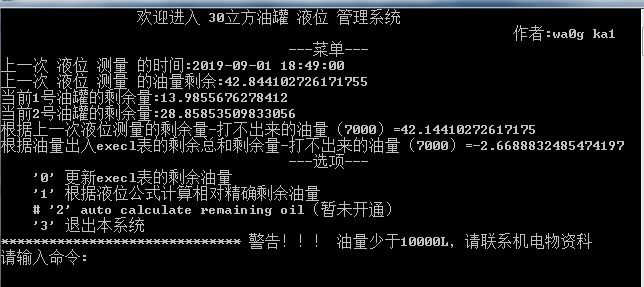 欢迎进入 30立方油罐 液位 管理系统
作者:wa0g ka1
---菜单---
上一次 液位 测量 的时间:2019-09-01 18:49:00
上一次 液位 测量 的油量剩余:42.844102726171755
当前1号油罐的剩余量:13.9855676278412
当前2号油罐的剩余量:28.85853509833056
根据上一次液位测量的剩余量-打不出来的油量（7000）=42.14410272617175
根据油量出入execl表的剩余总和剩余量-打不出来的油量（7000）=-2.6688832485474197
---选项---
'0' 更新execl表的剩余油量
'1' 根据液位公式计算相对精确剩余油量
# '2' auto calculate remaining oil（暂未开通）
'3' 退出本系统
****************************** 警告！！！ 油量少于10000L, 请联系机电物资科
请输入命令: